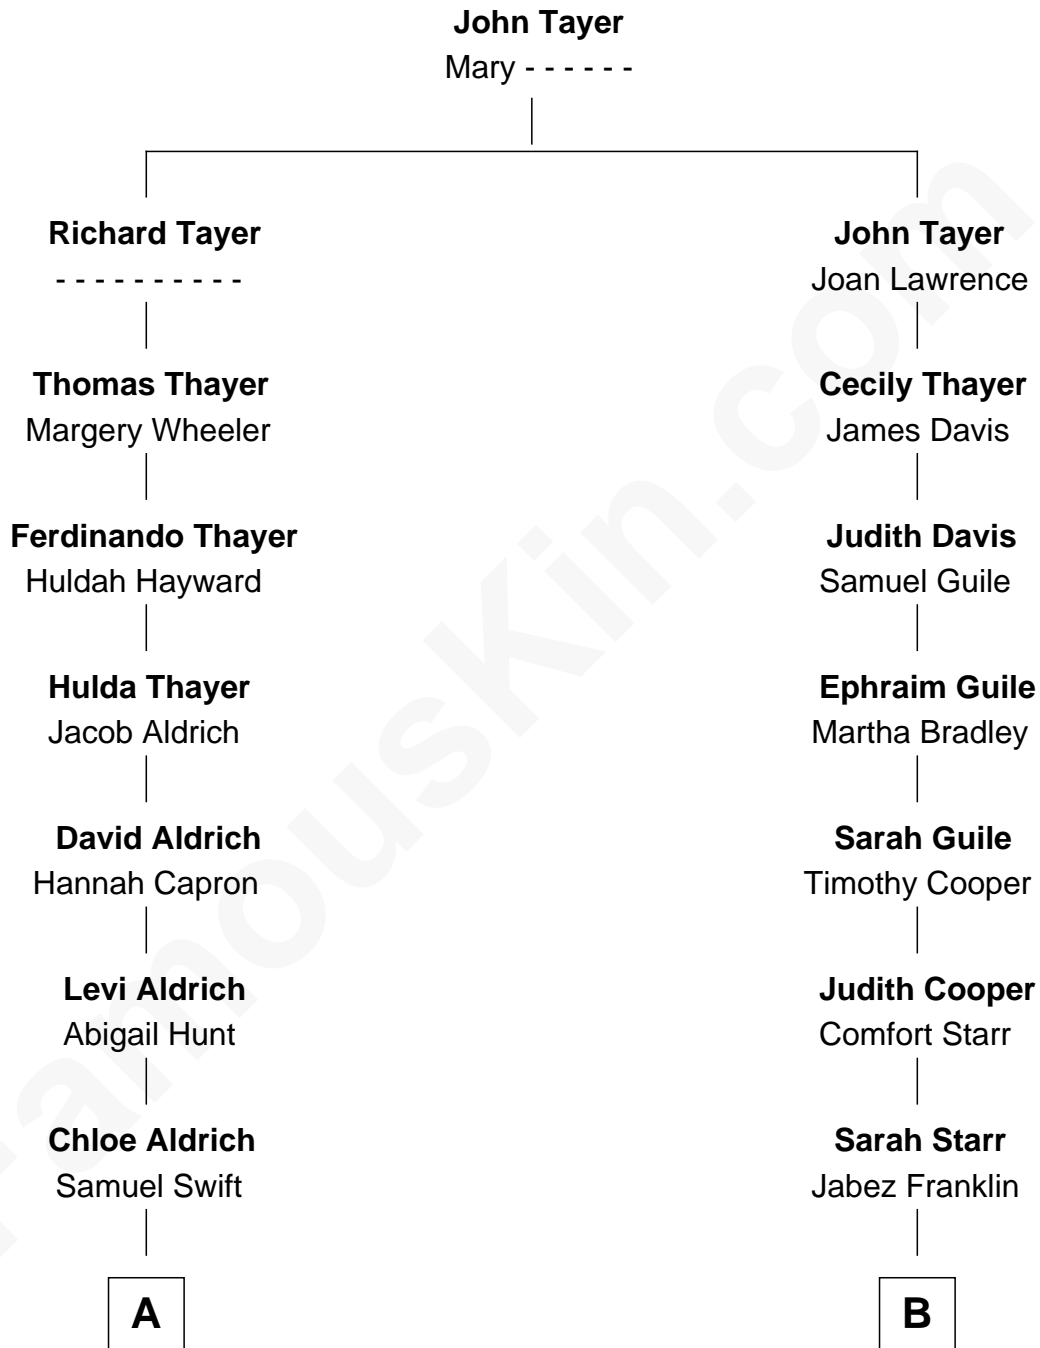 John Tayer
Mary - - - - - -
Richard Tayer
- - - - - - - - - -
John Tayer
Joan Lawrence
Thomas Thayer
Margery Wheeler
Cecily Thayer
James Davis
Ferdinando Thayer
Huldah Hayward
Judith Davis
Samuel Guile
Hulda Thayer
Jacob Aldrich
Ephraim Guile
Martha Bradley
David Aldrich
Hannah Capron
Sarah Guile
Timothy Cooper
Levi Aldrich
Abigail Hunt
Judith Cooper
Comfort Starr
Chloe Aldrich
Samuel Swift
Sarah Starr
Jabez Franklin
A
B
FamousKin.com